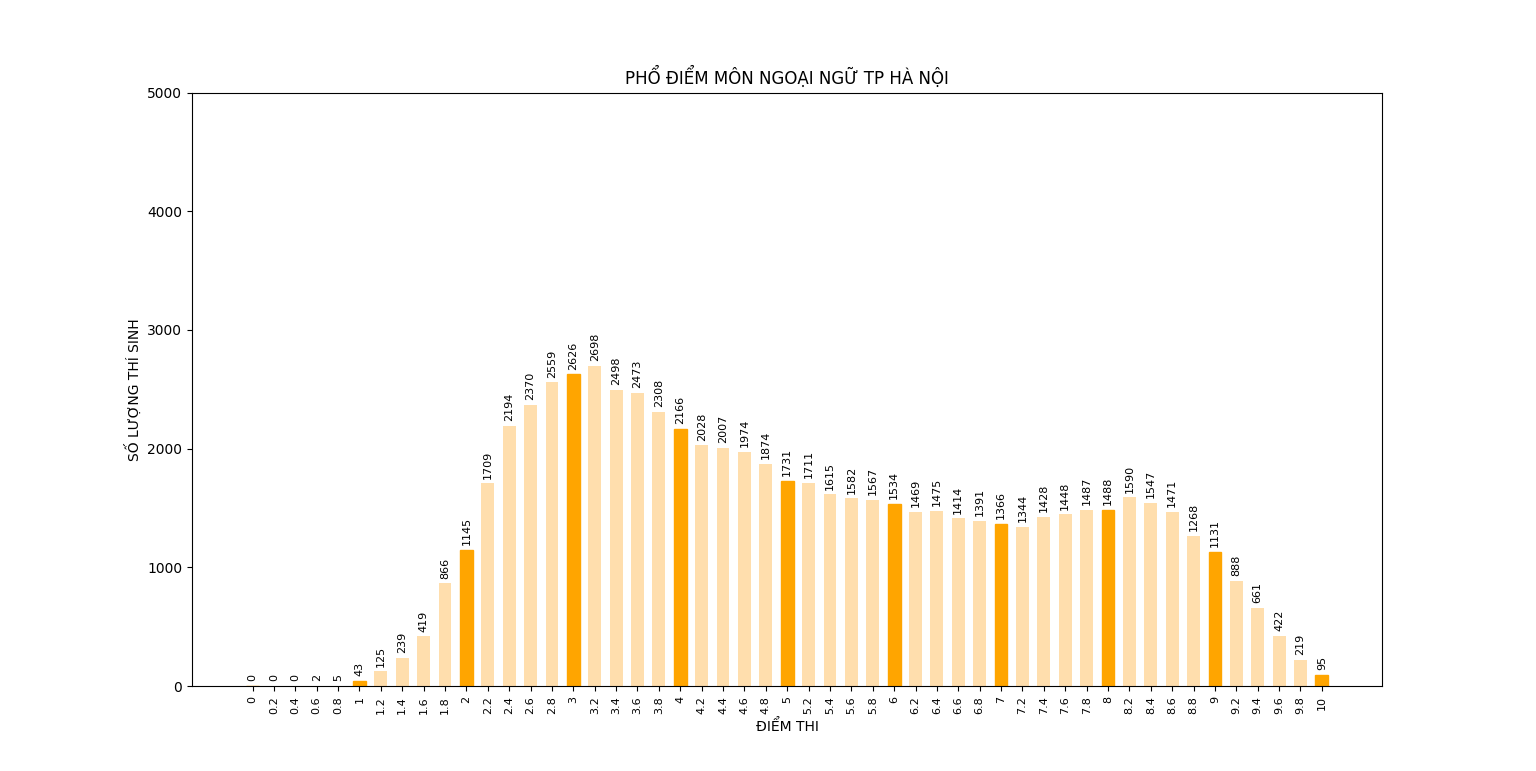 PHỔ ĐIỂM MÔN NGOẠI NGỮ TP HÀ NỘI
5000
4000
3000
2000
1000
0
SỐ LƯỢNG THÍ SINH
0 0 0 2 5 43 125 239 419 866 1145 1709 2194 2370 2559 2626 2698 2498 2473 2308 2166 2028 2007 1974 1874 1731 1711 1615 1582 1567 1534 1469 1475 1414 1391 1366 1344 1428 1448 1487 1488 1590 1547 1471 1268 1131 888 661 422 219 95
0 0.2 0.4 0.6 0.8 1 1.2 1.4 1.6 1.8 2 2.2 2.4 2.6 2.8 3 3.2 3.4 3.6 3.8 4 4.2 4.4 4.6 4.8 5 5.2 5.4 5.6 5.8 6 6.2 6.4 6.6 6.8 7 7.2 7.4 7.6 7.8 8 8.2 8.4 8.6 8.8 9 9.2 9.4 9.6 9.8 10
ĐIỂM THI